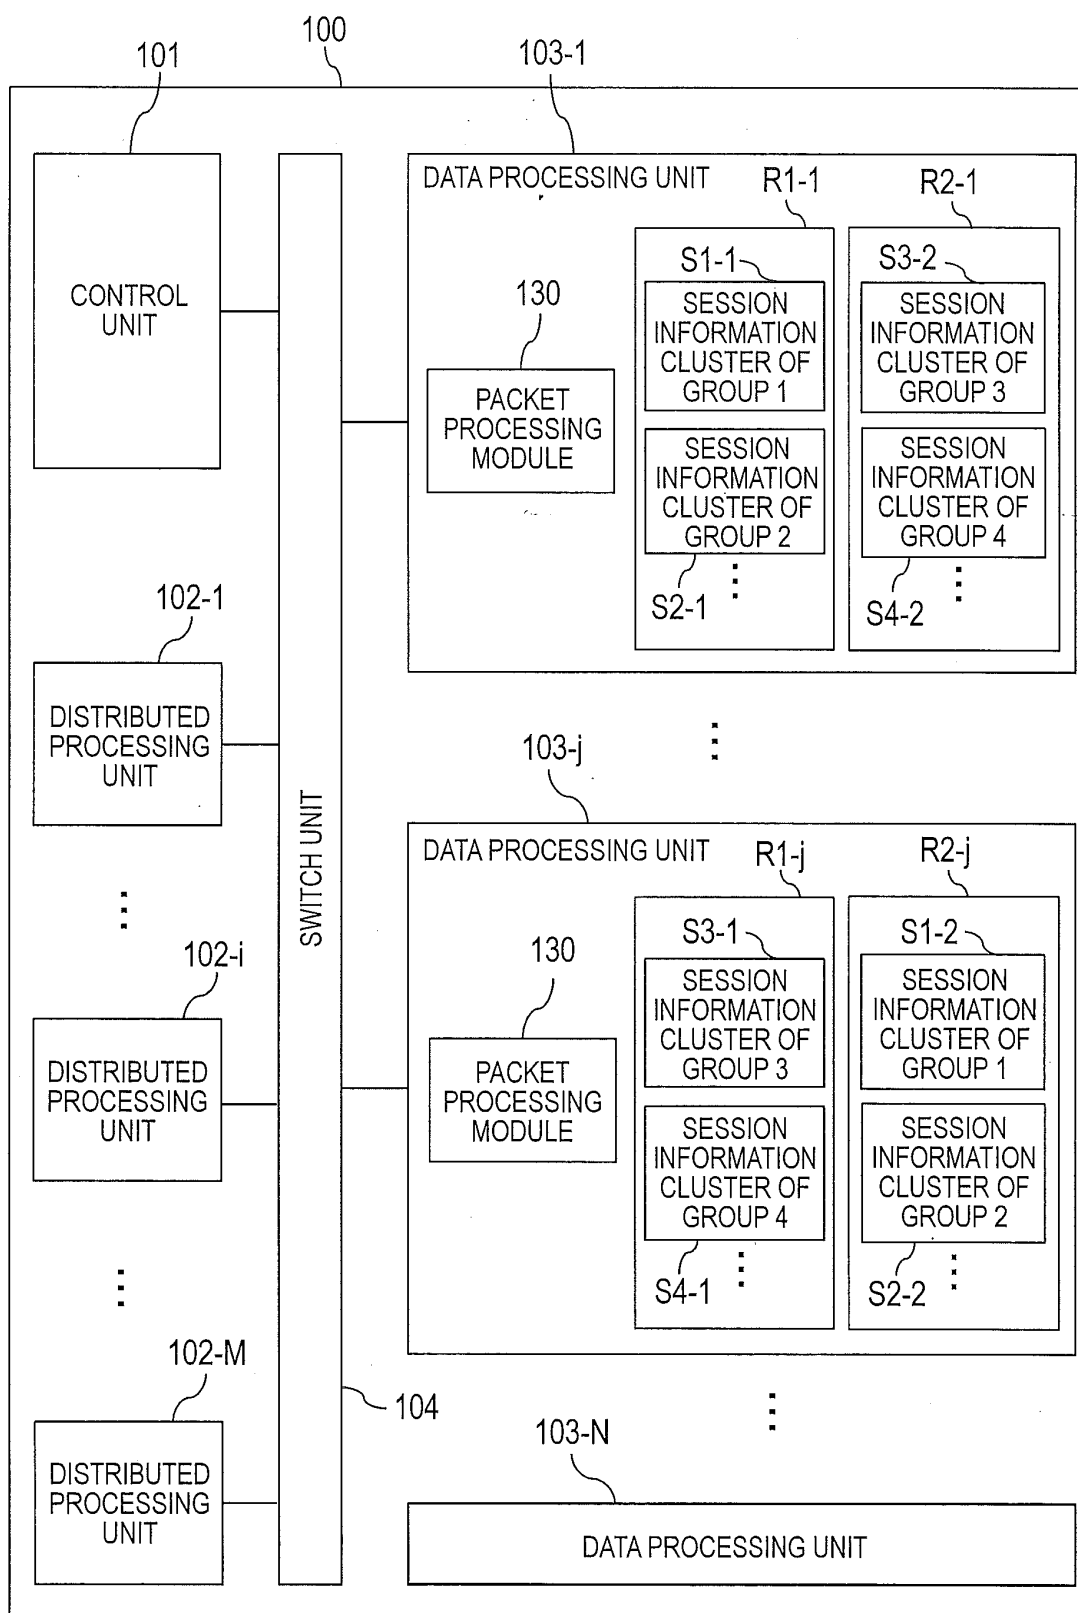 100
101
103-1
DATA PROCESSING UNIT
R1-1
R2-1
CONTROL
UNIT
130
PACKET
PROCESSING
MODULE
S1-1
SESSION
INFORMATION
CLUSTER OF
GROUP 1
SESSION
INFORMATION
CLUSTER OF
GROUP 2
S2-1
S3-2
SESSION
INFORMATION
CLUSTER OF
GROUP 3
SESSION
INFORMATION
CLUSTER OF
GROUP 4
S4-2
102-1
DISTRIBUTED
PROCESSING
UNIT
SWITCH UNIT
103-j
DATA PROCESSING UNIT
R1-j
R2-j
102-i
DISTRIBUTED
PROCESSING
UNIT
130
PACKET
PROCESSING
MODULE
S3-1
SESSION
INFORMATION
CLUSTER OF
GROUP 3
SESSION
INFORMATION
CLUSTER OF
GROUP 4
S4-1
S1-2
SESSION
INFORMATION
CLUSTER OF
GROUP 1
SESSION
INFORMATION
CLUSTER OF
GROUP 2
S2-2
102-M
DISTRIBUTED
PROCESSING
UNIT
104
103-N
DATA PROCESSING UNIT